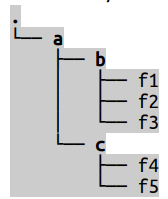 .
└── a
    ├── b
    │   ├── f1
    │   ├── f2
    │   └── f3
    └── c
        ├── f4
        └── f5